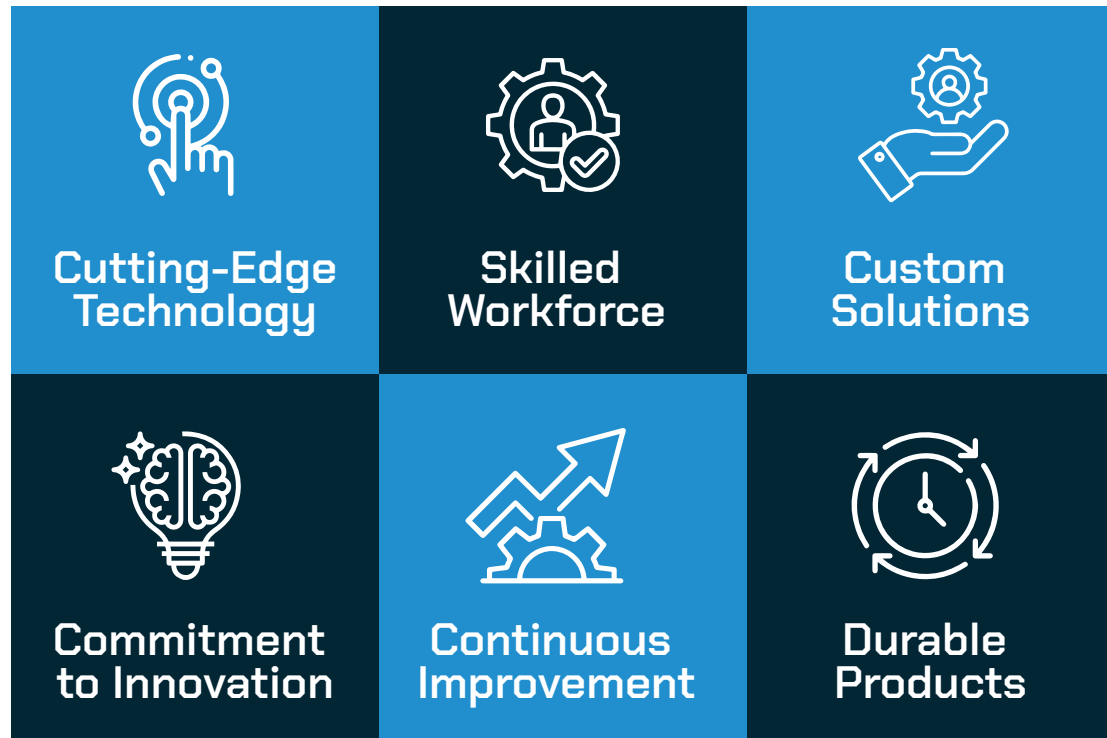 Cutting-Edge
Technology
Skilled
Workforce
Custom
Solutions
Commitment
to Innovation
Continuous
Improvement
Durable
Products